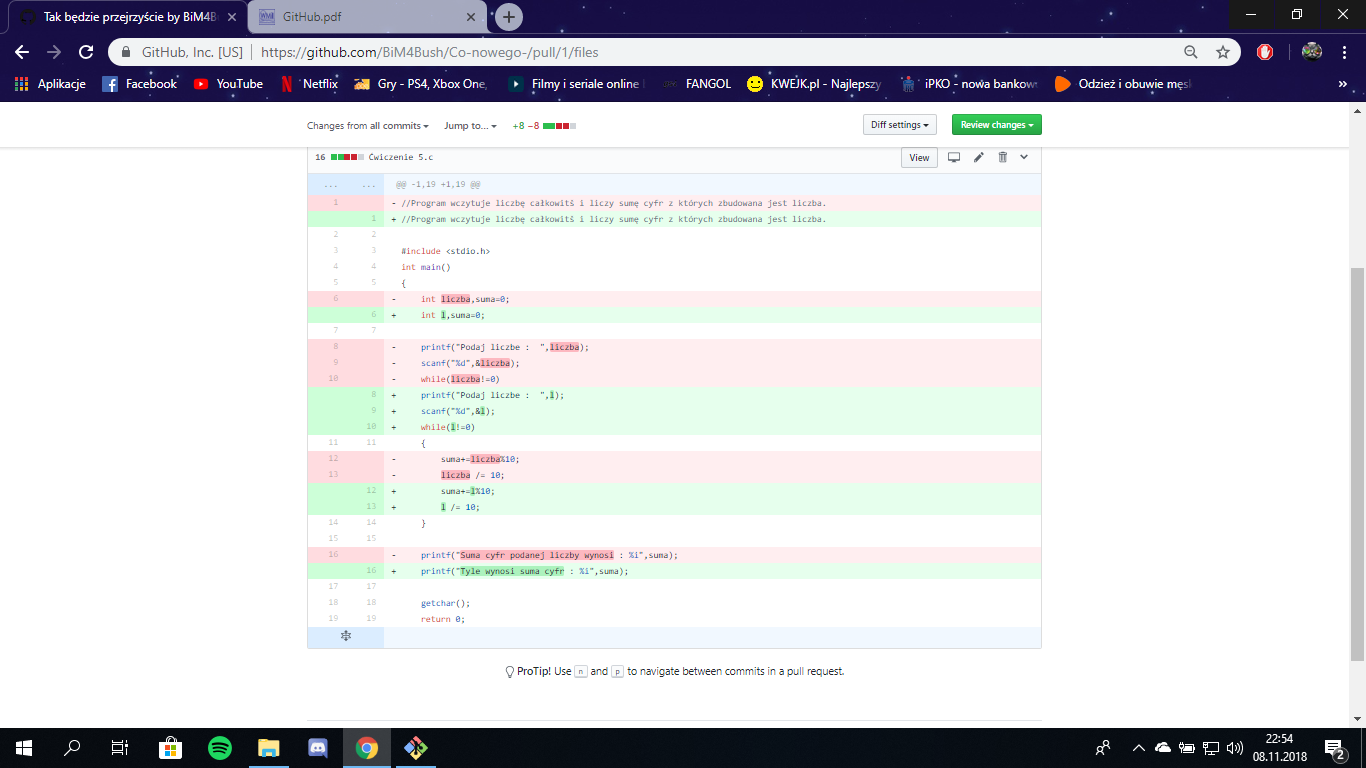 Tak będzie przejrzyście by BiM4B
GitHub.pdf
GitHub, Inc. [US] | https://github.com/BiM4Bush/Co-nowego-/pull/1/files
Aplikacje Facebook YouTube Netflix Gry - PS4, Xbox One, Filmy i seriale online FANGOL KWEJK.pl - Najlepszy iPKO - nowa bankow Odzież i obuwie męs »
Changes from all commits Jump to... +8 −8 Diff settings Review changes
16 Ćwiczenie 5.c View
... ... @@ -1,19 +1,19 @@
1 - //Program wczytuje liczbę całkowitš i liczy sumę cyfr z których zbudowana jest liczba.
1 + //Program wczytuje liczbę całkowitš i liczy sumę cyfr z których zbudowana jest liczba.
2 2
3 3 #include <stdio.h>
4 4 int main()
5 5 {
6 - int liczba,suma=0;
6 + int l,suma=0;
7 7
8 - printf("Podaj liczbe :  ",liczba);
9 - scanf("%d",&liczba);
10 - while(liczba!=0)
8 + printf("Podaj liczbe :  ",l);
9 + scanf("%d",&l);
10 + while(l!=0)
11 11 {
12 - suma+=liczba%10;
13 - liczba /= 10;
12 + suma+=l%10;
13 + l /= 10;
14 14 }
15 15
16 - printf("Suma cyfr podanej liczby wynosi : %i",suma);
16 + printf("Tyle wynosi suma cyfr : %i",suma);
17 17
18 18 getchar();
19 19 return 0;
ProTip! Use n and p to navigate between commits in a pull request.
22:54
08.11.2018
2